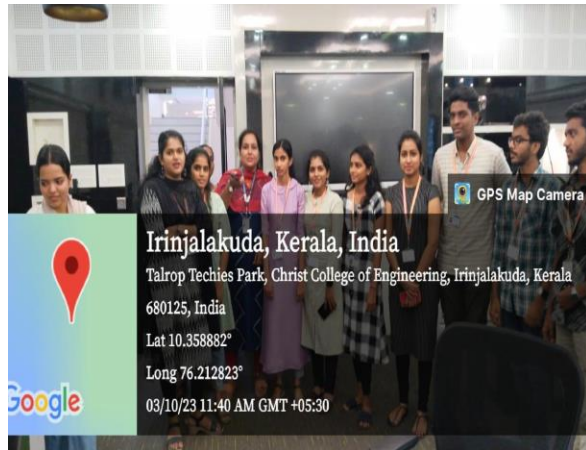 GPS Map Camera
Irinjalakuda, Kerala, India
Talrop Techies Park, Christ College of Engineering, Irinjalakuda, Kerala
680125, India
Lat 10.358882°
Long 76.212823°
03/10/23 11:40 AM GMT +05:30
Google